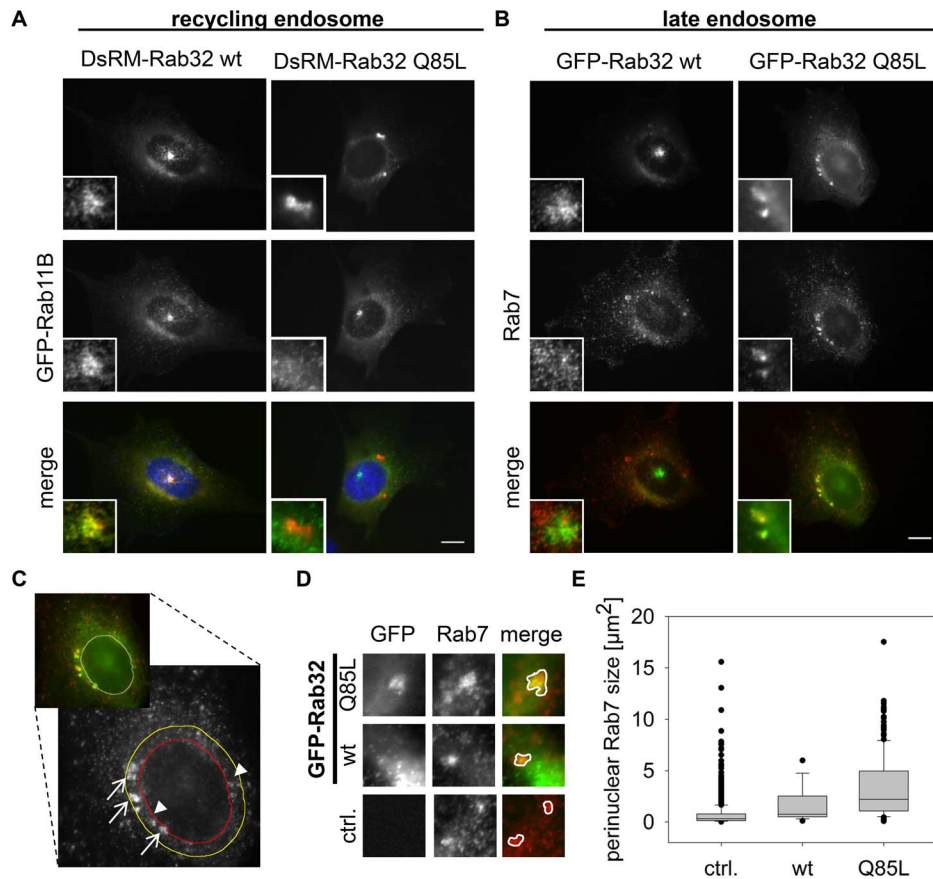 A
recycling endosome
DsRM-Rab32 wt
DsRM-Rab32 Q85L
GFP-Rab11B
merge
B
late endosome
GFP-Rab32 wt
GFP-Rab32 Q85L
Rab7
merge
C
D
GFP
Rab7
merge
GFP-Rab32
Q85L
wt
ctrl.
E
perinuclear Rab7 size [µm²]
20
15
10
5
0
ctrl.
wt
Q85L